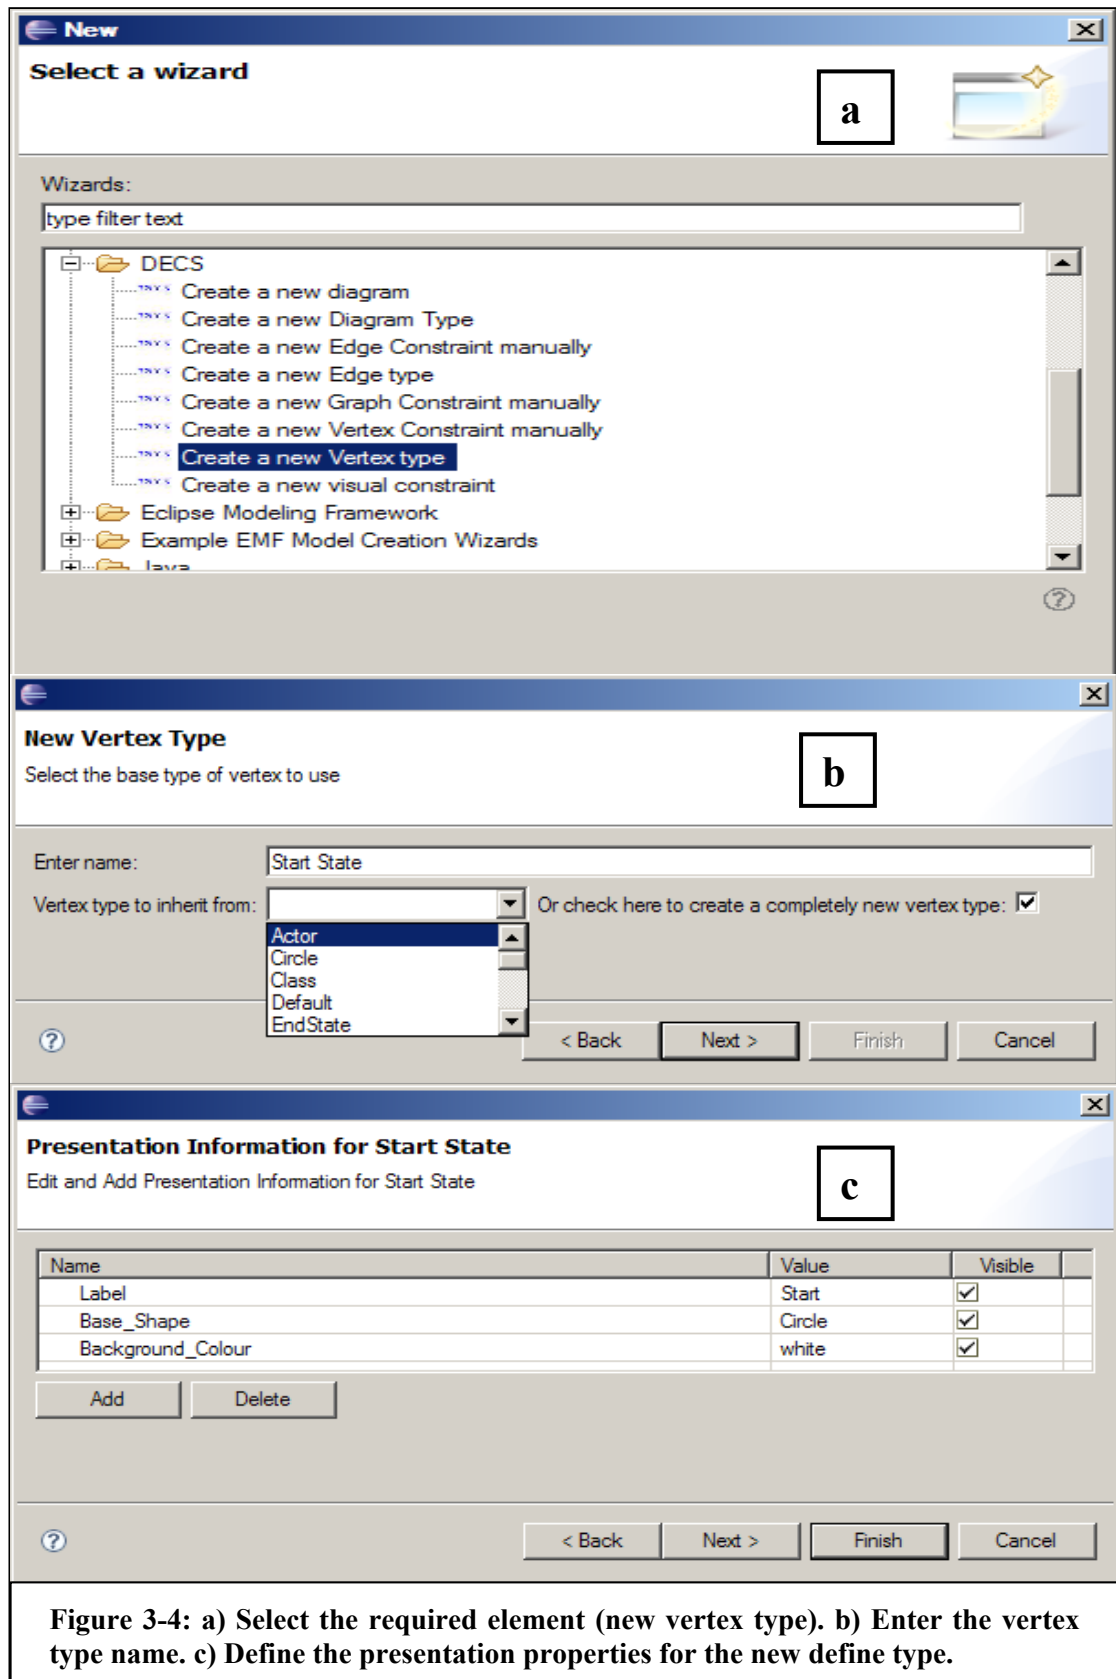 New
Select a wizard
a
Wizards:
type filter text
DECS
Create a new diagram
Create a new Diagram Type
Create a new Edge Constraint manually
Create a new Edge type
Create a new Graph Constraint manually
Create a new Vertex Constraint manually
Create a new Vertex type
Create a new visual constraint
Eclipse Modeling Framework
Example EMF Model Creation Wizards
Java
New Vertex Type
Select the base type of vertex to use
b
Enter name: Start State
Vertex type to inherit from: Or check here to create a completely new vertex type:
Actor
Circle
Class
Default
EndState
< Back Next > Finish Cancel
Presentation Information for Start State
Edit and Add Presentation Information for Start State
c
Name Value Visible
Label Start
Base_Shape Circle
Background_Colour white
Add Delete
< Back Next > Finish Cancel
Figure 3-4: a) Select the required element (new vertex type). b) Enter the vertex
type name. c) Define the presentation properties for the new define type.